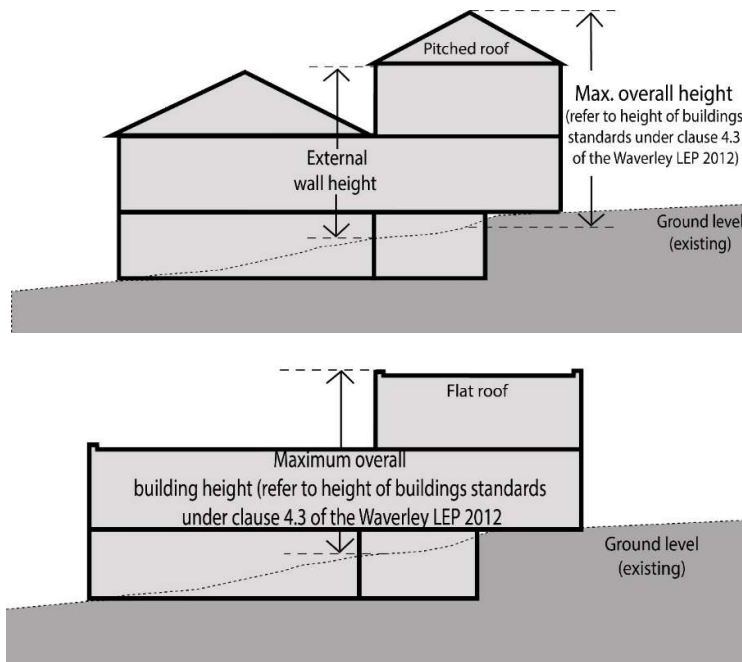 Pitched roof
Max. overall height
(refer to height of buildings
standards under clause 4.3
of the Waverley LEP 2012)
External
wall height
Ground level
(existing)
Flat roof
Maximum overall
building height (refer to height of buildings standards
under clause 4.3 of the Waverley LEP 2012
Ground level
(existing)